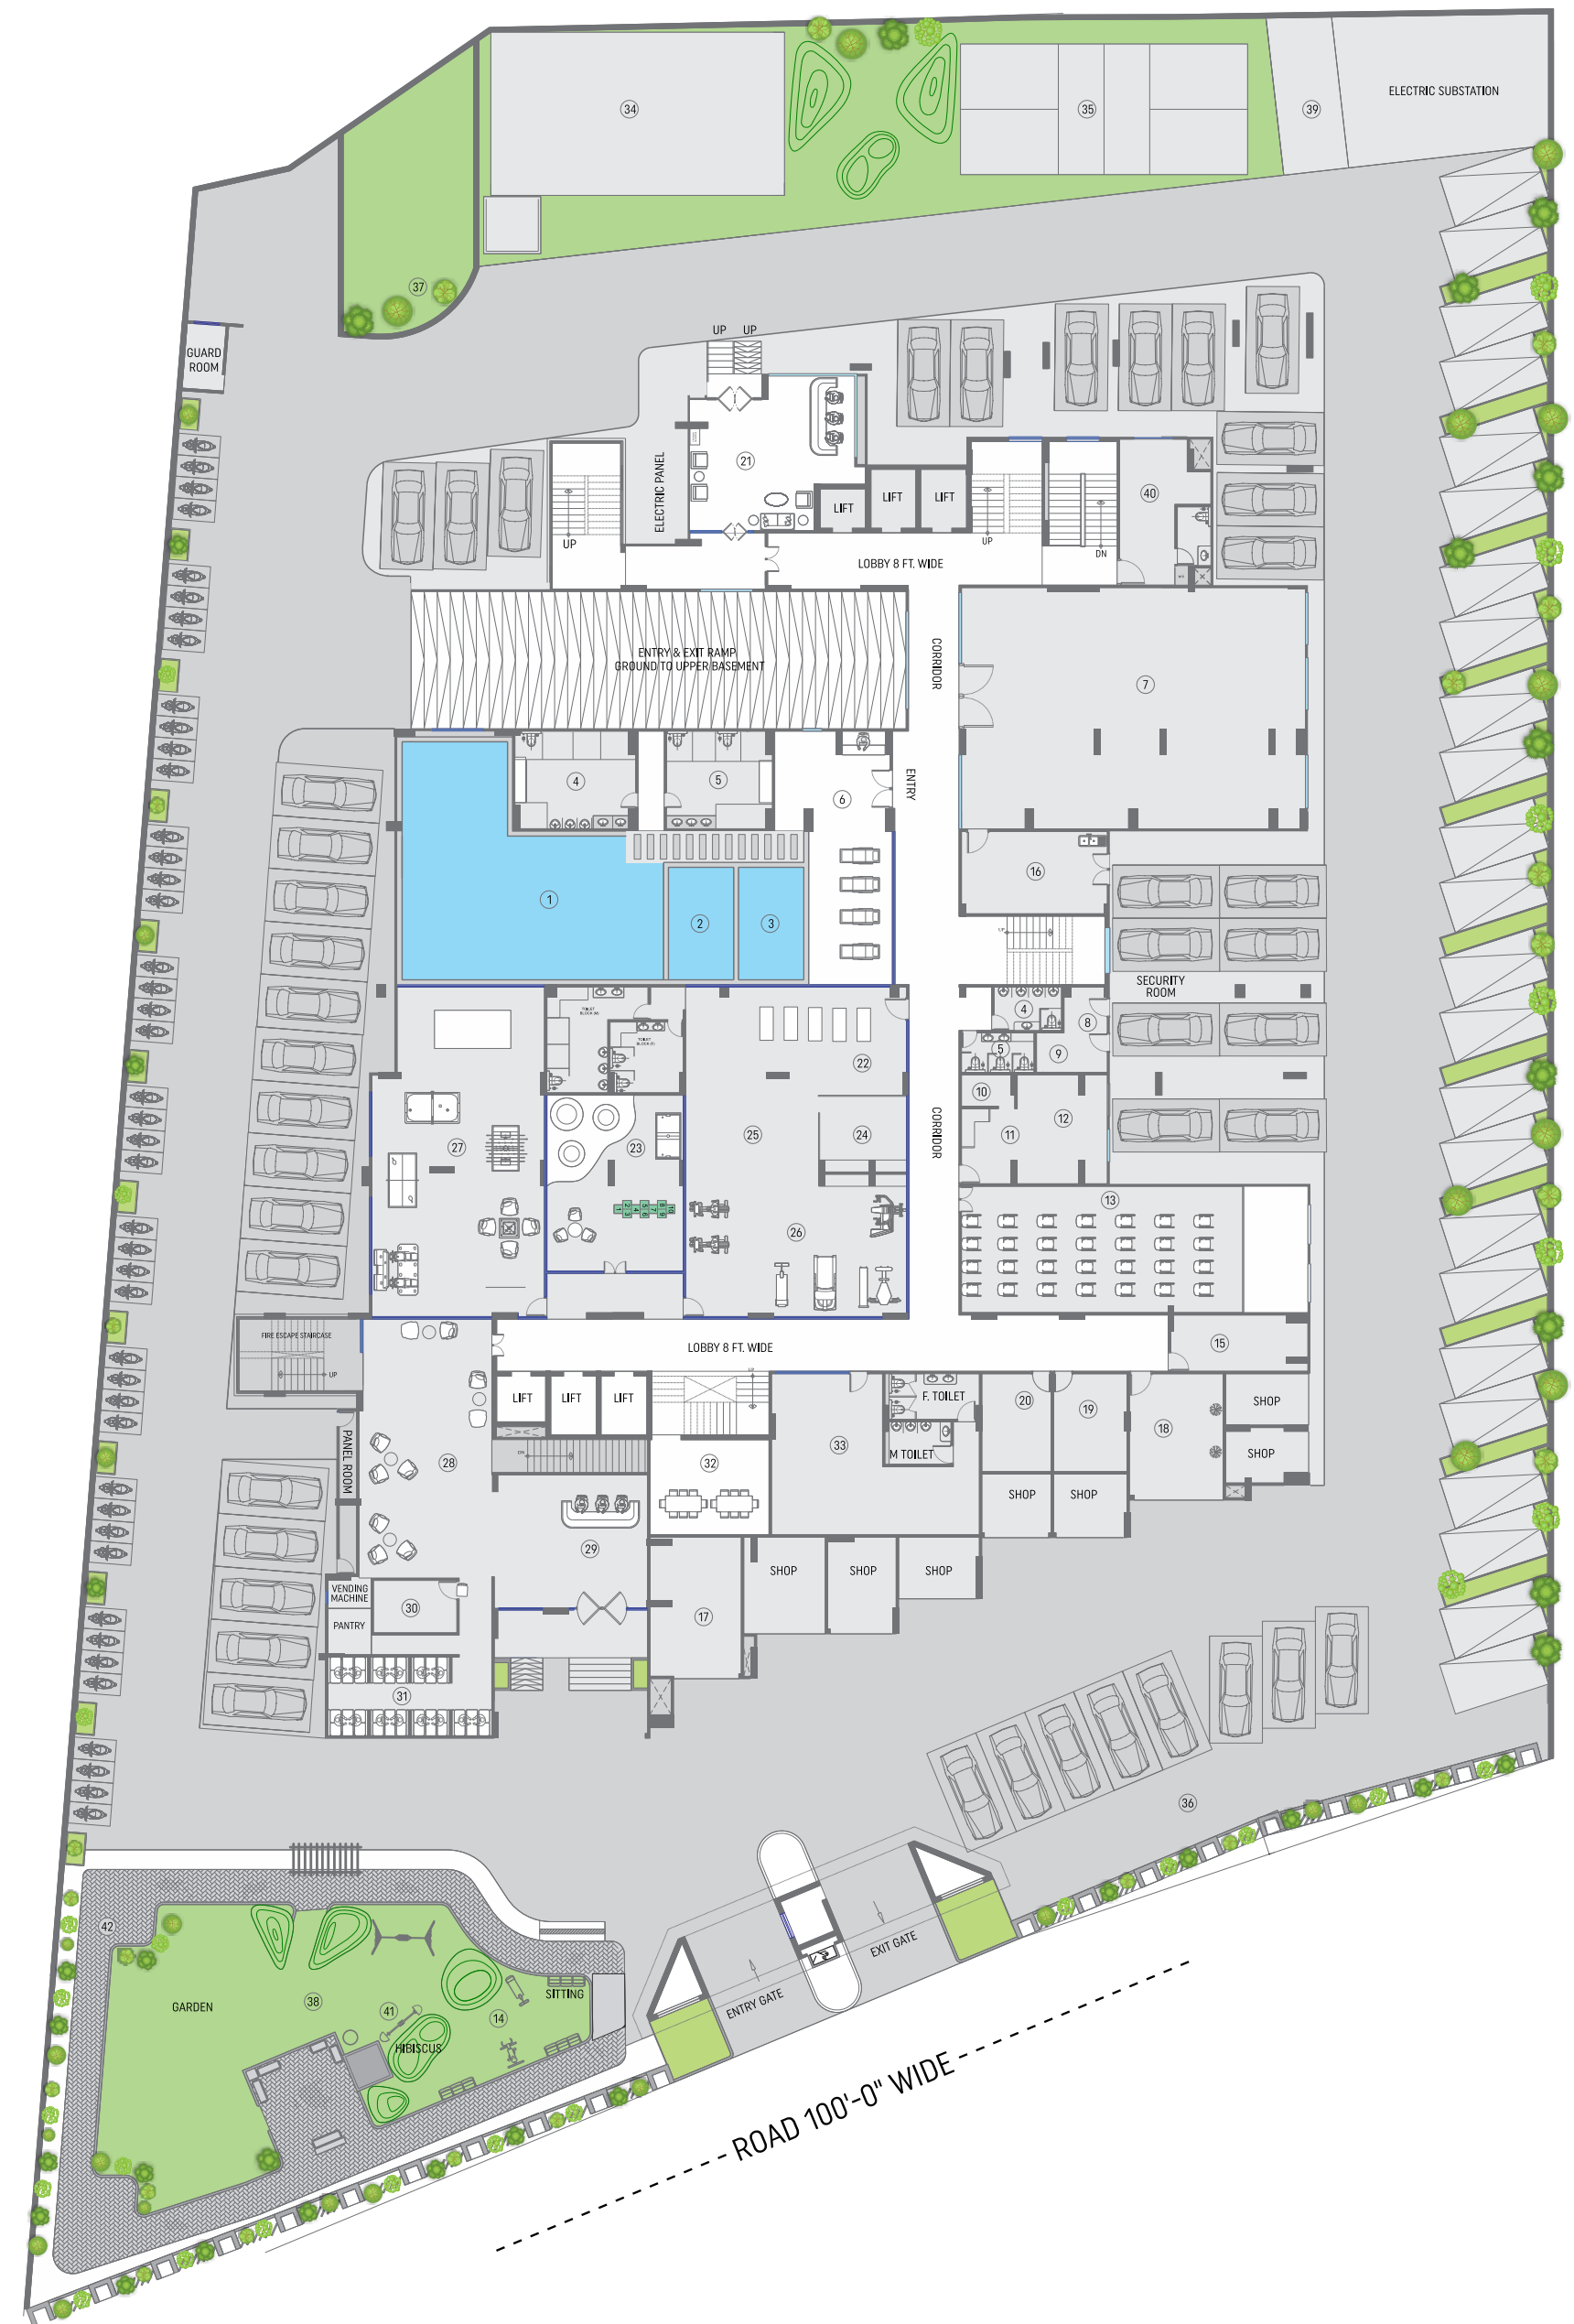 ELECTRIC SUBSTATION
34
35
39
37
GUARD
ROOM
UP UP
21
ELECTRIC PANEL
LIFT
LIFT
LIFT
40
UP
UP
DN
LOBBY 8 FT. WIDE
ENTRY & EXIT RAMP
GROUND TO UPPER BASEMENT
CORRIDOR
7
4
5
6
ENTRY
1
2
3
16
UP
SECURITY
ROOM
4
8
5
9
TOILET
TOILET
22
10
12
11
25
24
CORRIDOR
27
23
13
26
15
FIRE ESCAPE STAIRCASE
UP
LOBBY 8 FT. WIDE
LIFT
LIFT
LIFT
F. TOILET
20
19
18
SHOP
SHOP
PANEL ROOM
28
32
33
M TOILET
SHOP
SHOP
DN
29
SHOP
SHOP
SHOP
VENDING
MACHINE
30
17
PANTRY
31
36
42
GARDEN
38
41
14
SITTING
HIBISCUS
ENTRY GATE
EXIT GATE
ROAD 100'-0" WIDE